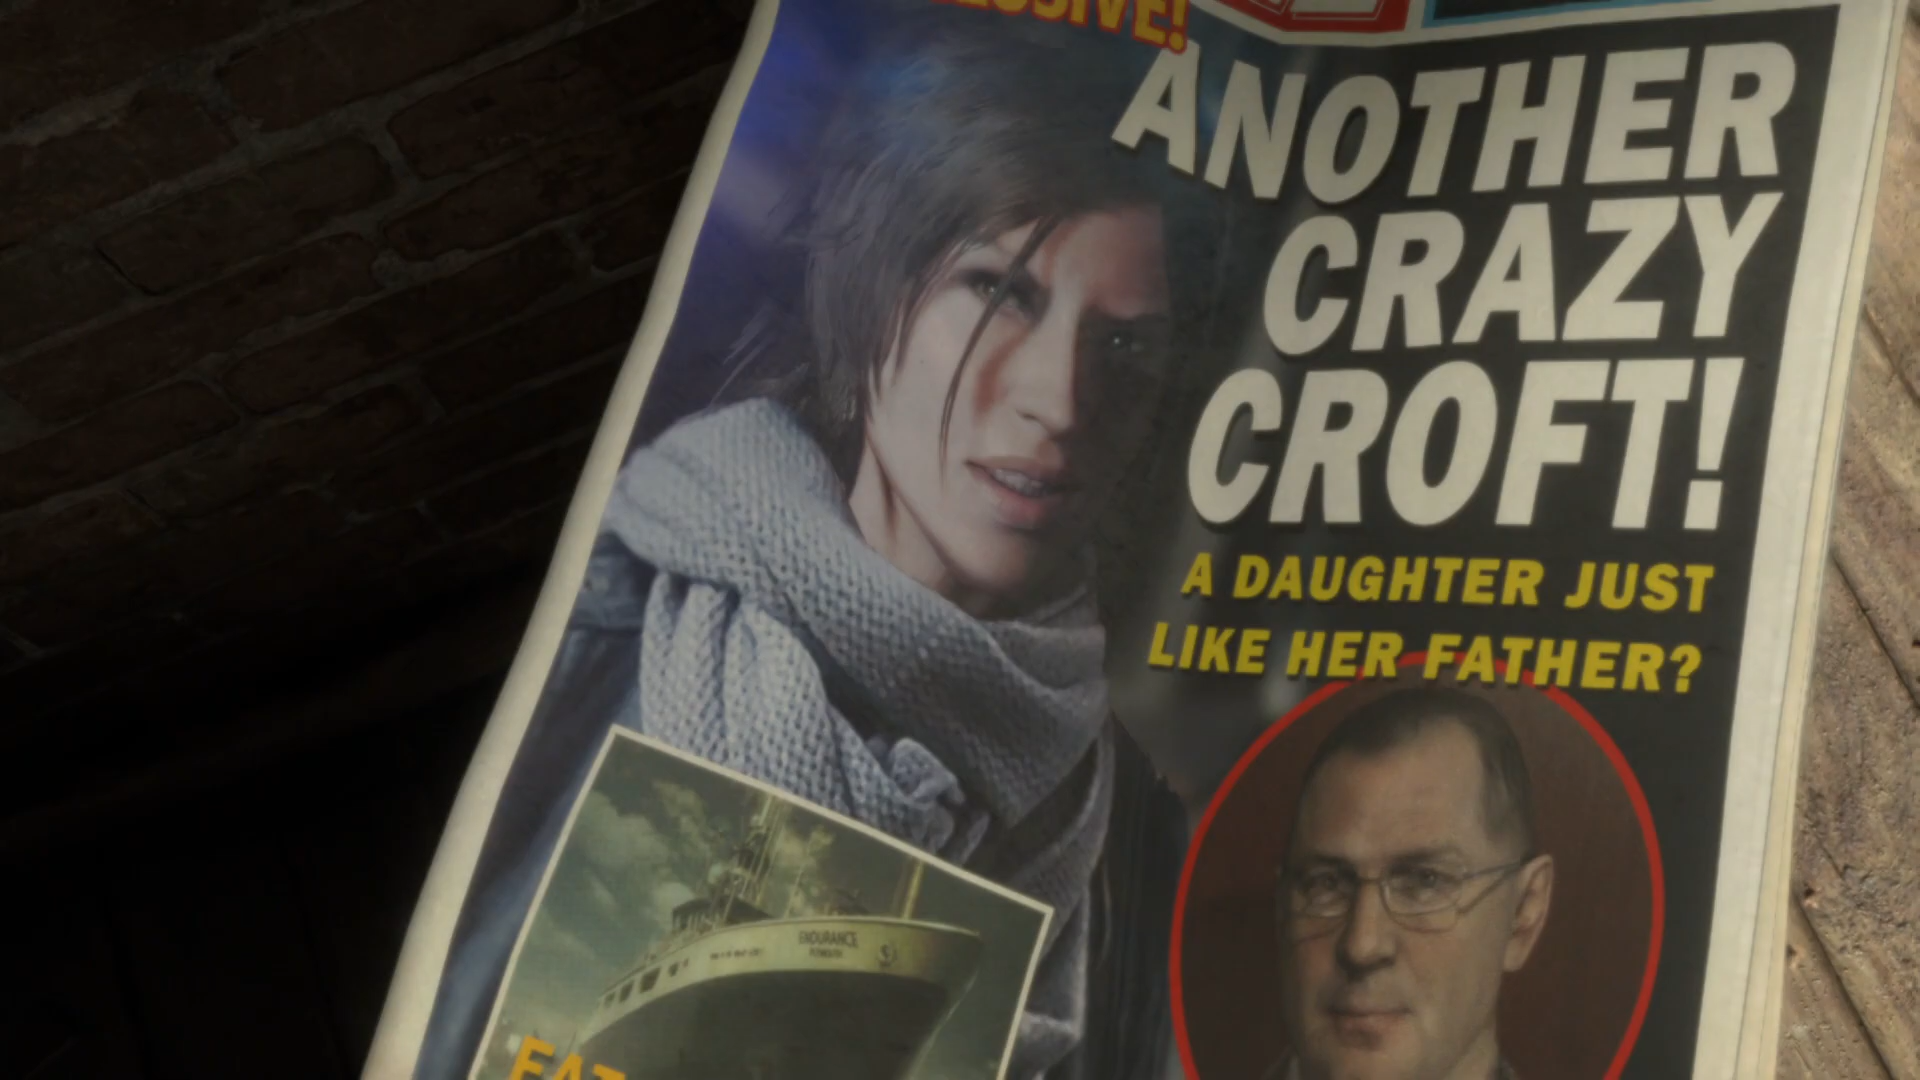 ANOTHER
CRAZY
CROFT!
A DAUGHTER JUST
LIKE HER FATHER?
ENDURANCE